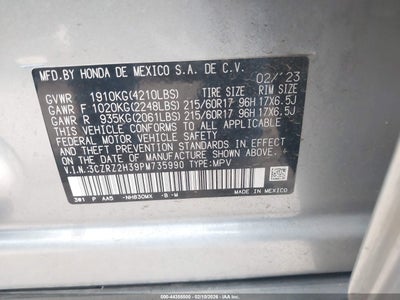 MFD.BY HONDA DE MEXICO S.A. DE C.V.
02/'23
TIRE SIZE RIM SIZE
GVWR 1910KG(4210LBS)
GAWR F 1020KG(2248LBS) 215/60R17 96H 17X6.5J
GAWR R 935KG(2061LBS) 215/60R17 96H 17X6.5J
THIS VEHICLE CONFORMS TO ALL APPLICABLE
FEDERAL MOTOR VEHICLE SAFETY AND THEFT
PREVENTION STANDARDS IN EFFECT ON THE DATE
OF MANUFACTURE SHOWN ABOVE.
V.I.N.:3CZRZ2H39PM735990 TYPE:MPV
3W1 P AAB NH830MX B W
MADE IN MEXICO